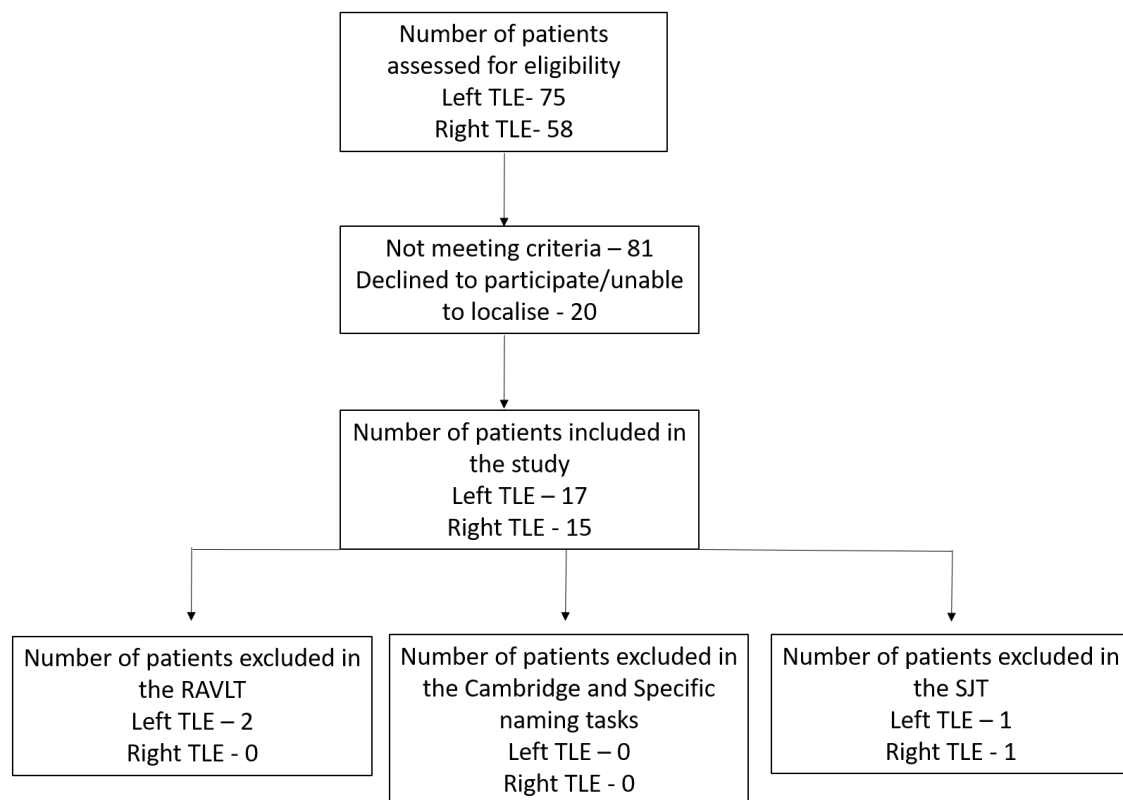 Number of patients
assessed for eligibility
Left TLE- 75
Right TLE- 58
Not meeting criteria – 81
Declined to participate/unable
to localise - 20
Number of patients included in
the study
Left TLE – 17
Right TLE - 15
Number of patients excluded in
the RAVLT
Left TLE – 2
Right TLE - 0
Number of patients excluded in
the Cambridge and Specific
naming tasks
Left TLE – 0
Right TLE - 0
Number of patients excluded in
the SJT
Left TLE – 1
Right TLE - 1